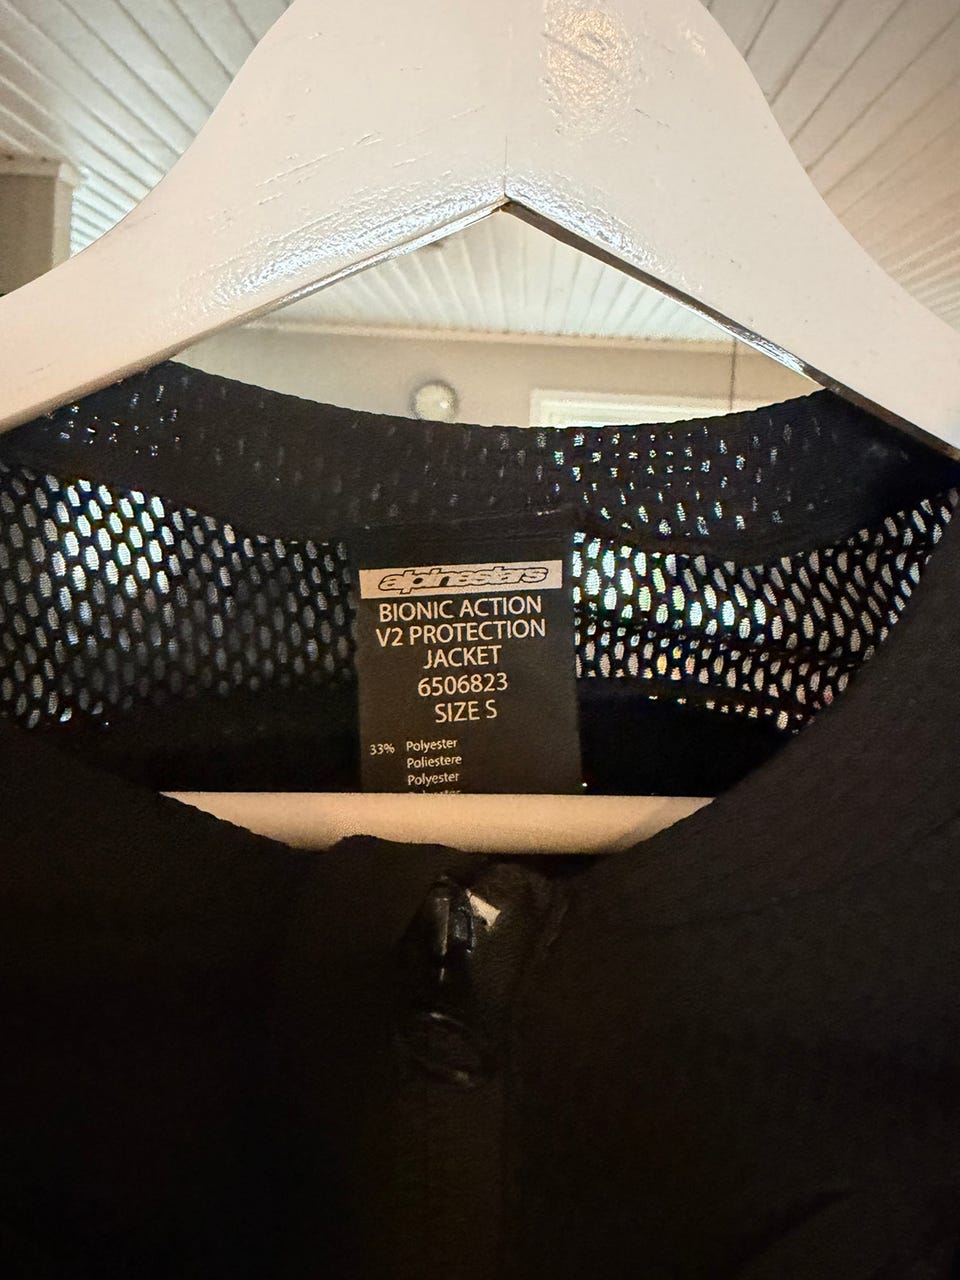 alpinestars
BIONIC ACTION
V2 PROTECTION
JACKET
6506823
SIZE S
33% Polyester
Poliestere
Polyester